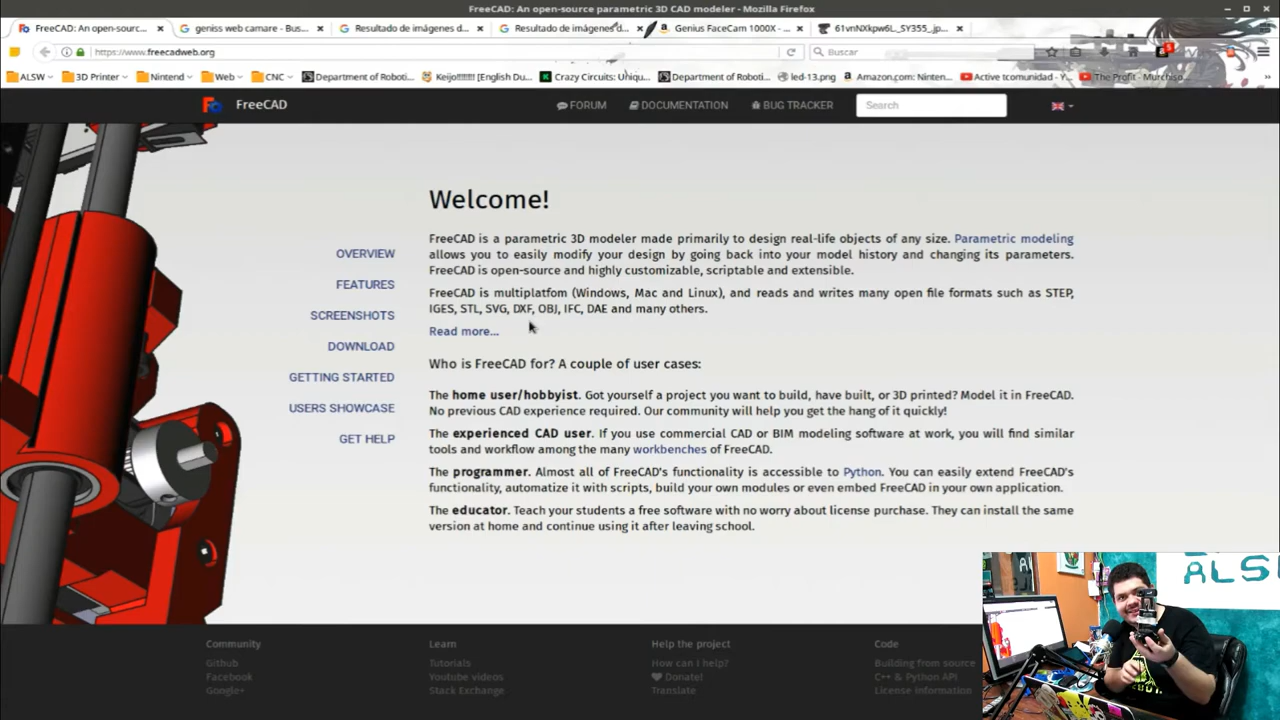 FreeCAD: An open-source parametric 3D CAD modeler - Mozilla Firefox
FreeCAD: An open-sourc...
geniss web camare - Bus...
Resultado de imágenes d...
Resultado de imágenes d...
Genius FaceCam 1000X - ...
61vnNXkpw6L._SY355_.jp...
https://www.freecadweb.org
Buscar
ALSW
3D Printer
Nintend
Web
CNC
Department of Roboti...
Keijo!!!!!!!! [English Du...
Crazy Circuits: Uniqu...
Department of Roboti...
led-13.png
Amazon.com: Ninten...
Active tcomunidad - Y...
The Profit - Murchiso...
FreeCAD
FORUM
DOCUMENTATION
BUG TRACKER
Search
Welcome!
FreeCAD is a parametric 3D modeler made primarily to design real-life objects of any size. Parametric modeling
allows you to easily modify your design by going back into your model history and changing its parameters.
FreeCAD is open-source and highly customizable, scriptable and extensible.
FreeCAD is multiplatfom (Windows, Mac and Linux), and reads and writes many open file formats such as STEP,
IGES, STL, SVG, DXF, OBJ, IFC, DAE and many others.
Read more...
OVERVIEW
FEATURES
SCREENSHOTS
DOWNLOAD
GETTING STARTED
USERS SHOWCASE
GET HELP
Who is FreeCAD for? A couple of user cases:
The home user/hobbyist. Got yourself a project you want to build, have built, or 3D printed? Model it in FreeCAD.
No previous CAD experience required. Our community will help you get the hang of it quickly!
The experienced CAD user. If you use commercial CAD or BIM modeling software at work, you will find similar
tools and workflow among the many workbenches of FreeCAD.
The programmer. Almost all of FreeCAD's functionality is accessible to Python. You can easily extend FreeCAD's
functionality, automatize it with scripts, build your own modules or even embed FreeCAD in your own application.
The educator. Teach your students a free software with no worry about license purchase. They can install the same
version at home and continue using it after leaving school.
Community
Github
Facebook
Google+
Learn
Tutorials
Youtube videos
Stack Exchange
Help the project
How can I help?
Donate!
Translate
Code
Building from source
C++ & Python API
License information
ALS